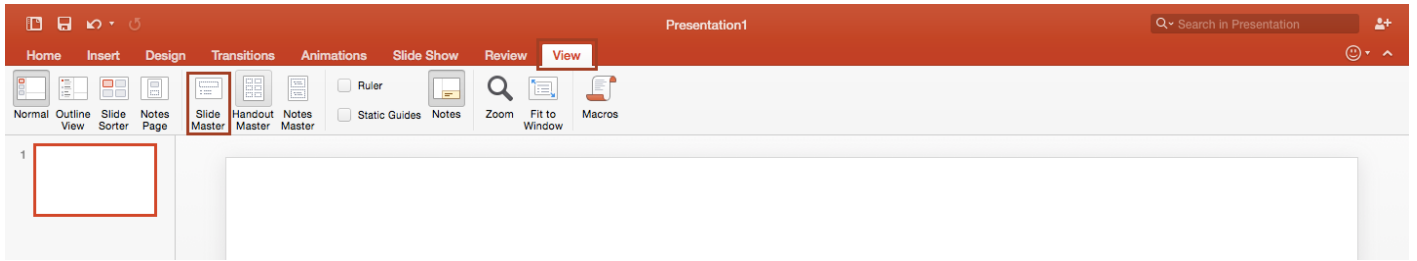 Presentation1
Search in Presentation
Home Insert Design Transitions Animations Slide Show Review View
Ruler
Static Guides
Normal Outline View Slide Sorter Notes Page Slide Master Handout Master Notes Master Notes Zoom Fit to Window Macros
1